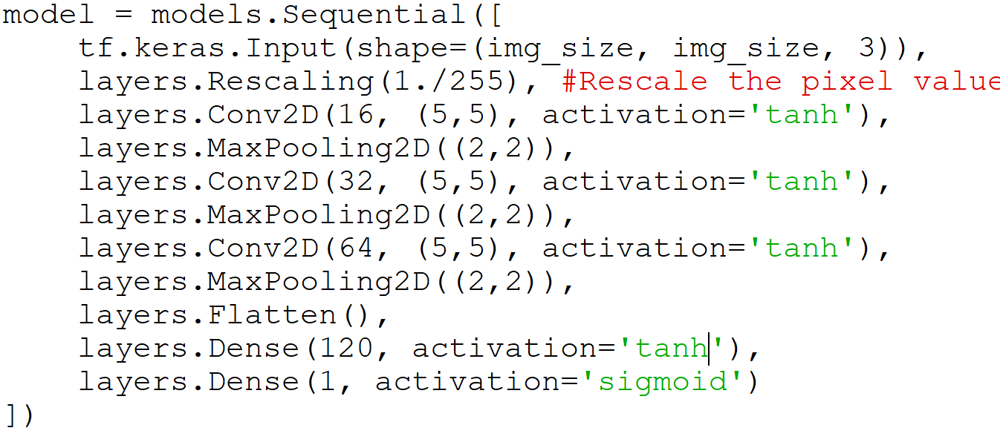 model = models.Sequential([
    tf.keras.Input(shape=(img_size, img_size, 3)),
    layers.Rescaling(1./255), #Rescale the pixel value
    layers.Conv2D(16, (5,5), activation='tanh'),
    layers.MaxPooling2D((2,2)),
    layers.Conv2D(32, (5,5), activation='tanh'),
    layers.MaxPooling2D((2,2)),
    layers.Conv2D(64, (5,5), activation='tanh'),
    layers.MaxPooling2D((2,2)),
    layers.Flatten(),
    layers.Dense(120, activation='tanh'),
    layers.Dense(1, activation='sigmoid')
])